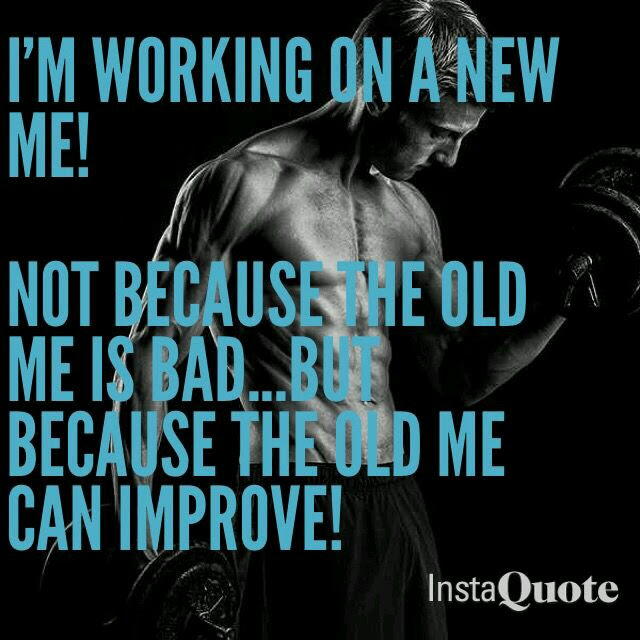 I'M WORKING ON A NEW
ME!
NOT BECAUSE THE OLD
ME IS BAD...BUT
BECAUSE THE OLD ME
CAN IMPROVE!
InstaQuote